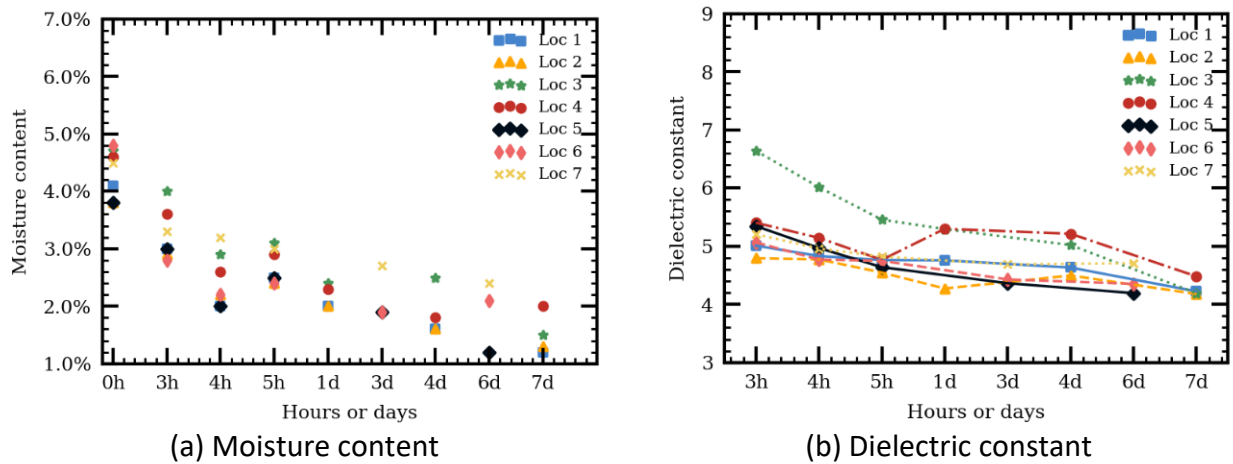 7.0%
6.0%
5.0%
4.0%
3.0%
2.0%
1.0%
Moisture content
Loc 1
Loc 2
Loc 3
Loc 4
Loc 5
Loc 6
Loc 7
0h 3h 4h 5h 1d 3d 4d 6d 7d
Hours or days
(a) Moisture content
9
8
7
6
5
4
3
Dielectric constant
Loc 1
Loc 2
Loc 3
Loc 4
Loc 5
Loc 6
Loc 7
3h 4h 5h 1d 3d 4d 6d 7d
Hours or days
(b) Dielectric constant